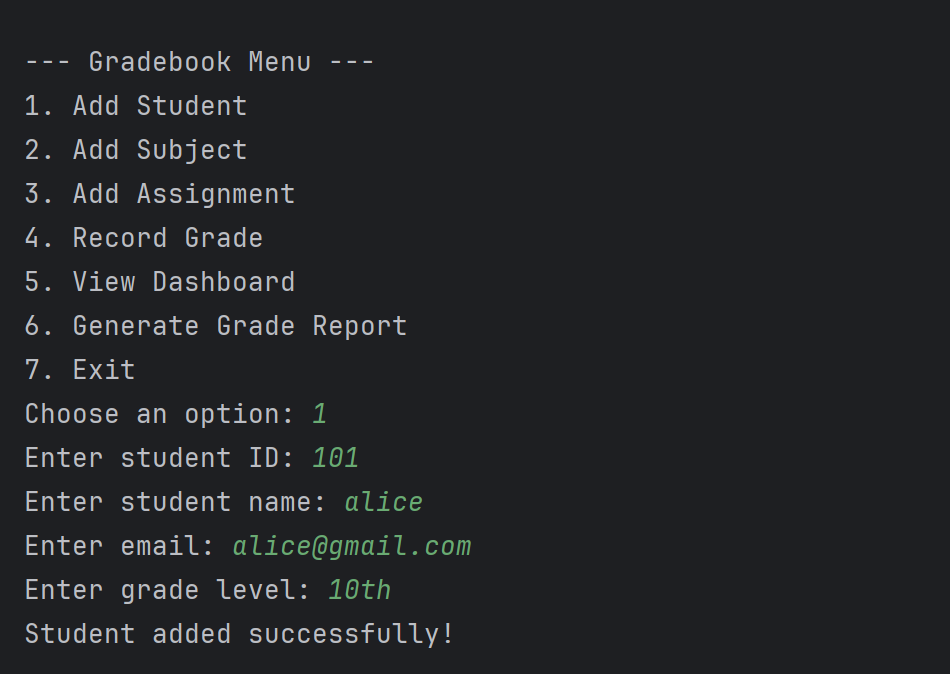 --- Gradebook Menu ---
1. Add Student
2. Add Subject
3. Add Assignment
4. Record Grade
5. View Dashboard
6. Generate Grade Report
7. Exit
Choose an option: 1
Enter student ID: 101
Enter student name: alice
Enter email: alice@gmail.com
Enter grade level: 10th
Student added successfully!